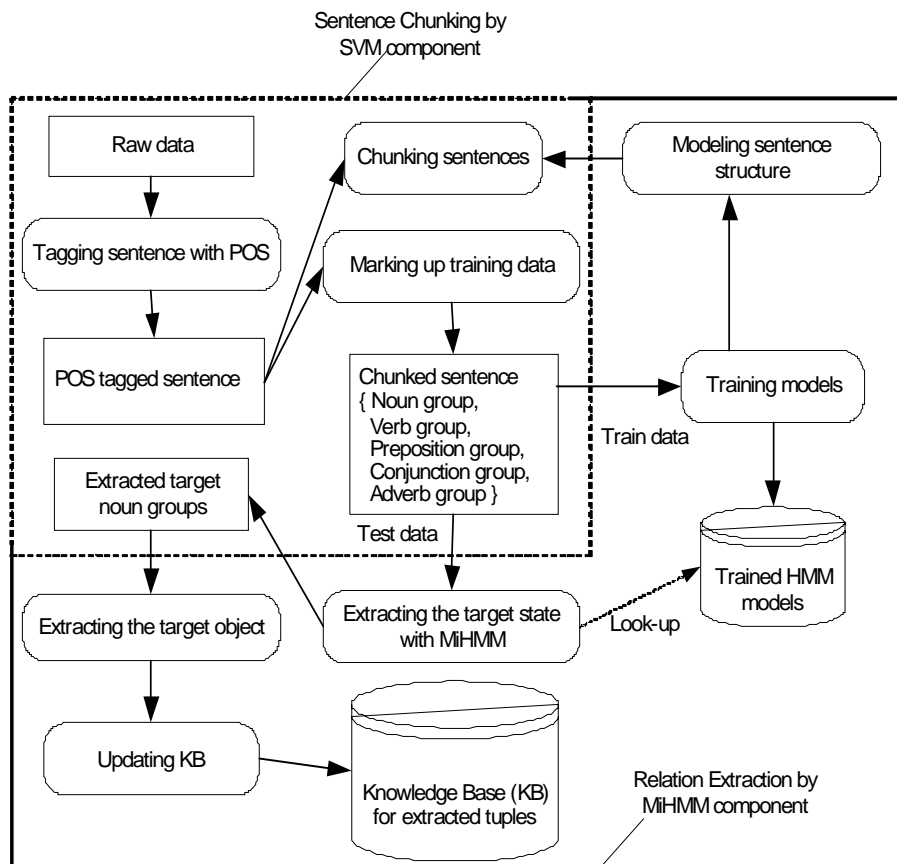 Sentence Chunking by
SVM component
Raw data
Chunking sentences
Modeling sentence
structure
Tagging sentence with POS
Marking up training data
POS tagged sentence
Chunked sentence
{ Noun group,
Verb group,
Preposition group,
Conjunction group,
Adverb group }
Training models
Train data
Extracted target
noun groups
Test data
Trained HMM
models
Extracting the target object
Extracting the target state
with MiHMM
Look-up
Updating KB
Knowledge Base (KB)
for extracted tuples
Relation Extraction by
MiHMM component